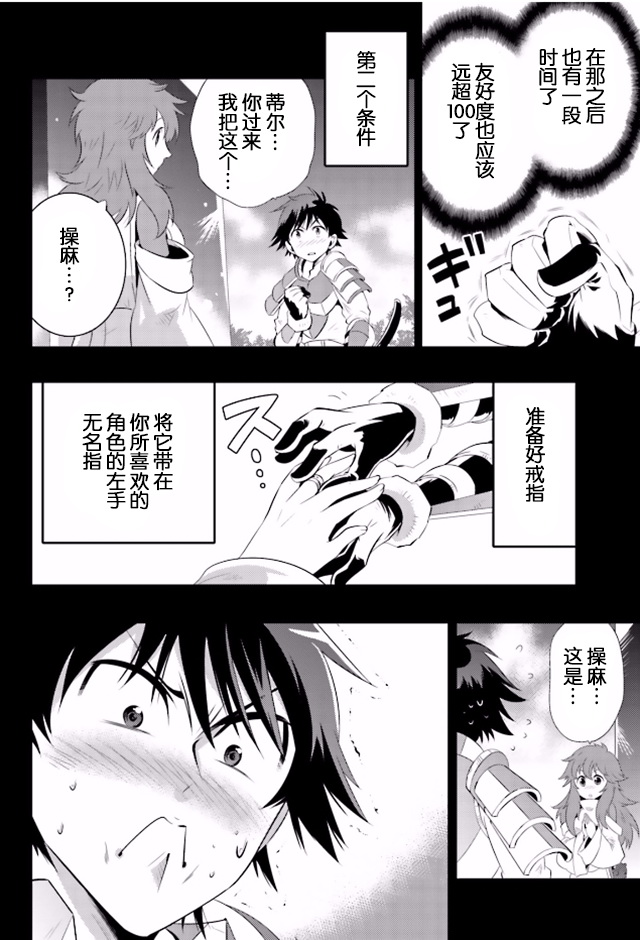 在那之后
也有一段
时间了
友好度也应该
远超100了
ギュ
第二个条件
蒂尔…
你过来
我把这个…
操麻…?
准备好戒指
ス…
将它带在
你所喜欢的
角色的左手
无名指
操麻…
这是…